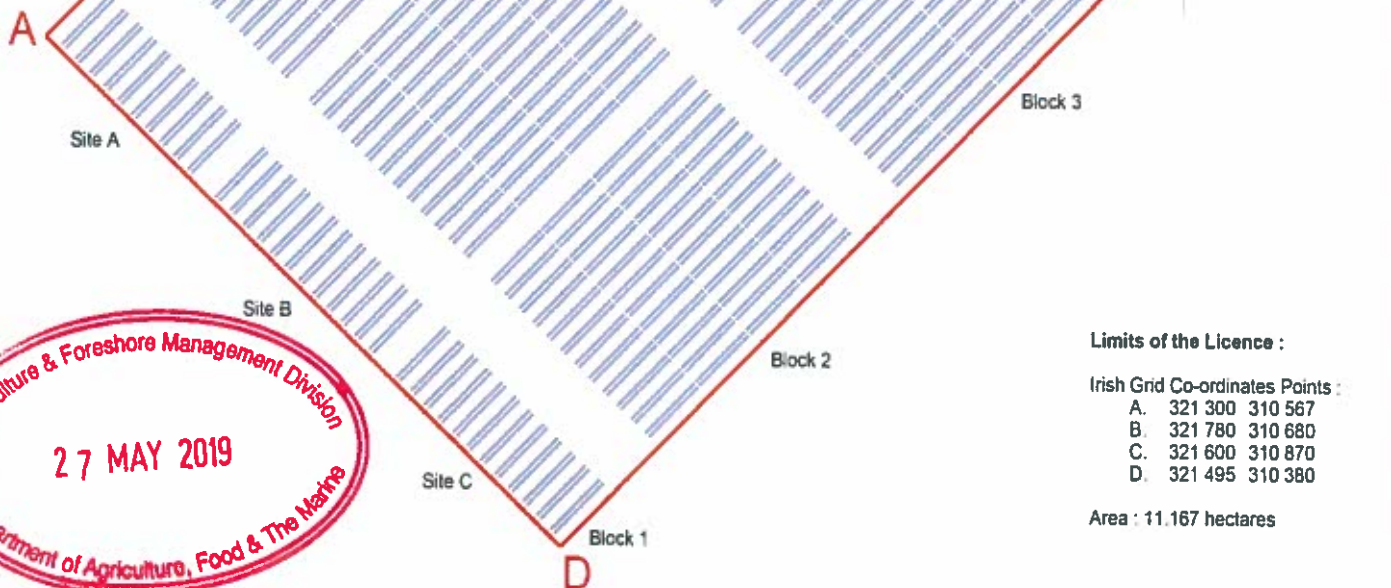 A
Site A
Block 3
Site B
Block 2
& Foreshore Management Division
27 MAY 2019
of Agriculture, Food & The Marine
Site C
Block 1
D
Limits of the Licence :
Irish Grid Co-ordinates Points :
A. 321 300 310 567
B. 321 780 310 680
C. 321 600 310 870
D. 321 495 310 380
Area : 11.167 hectares